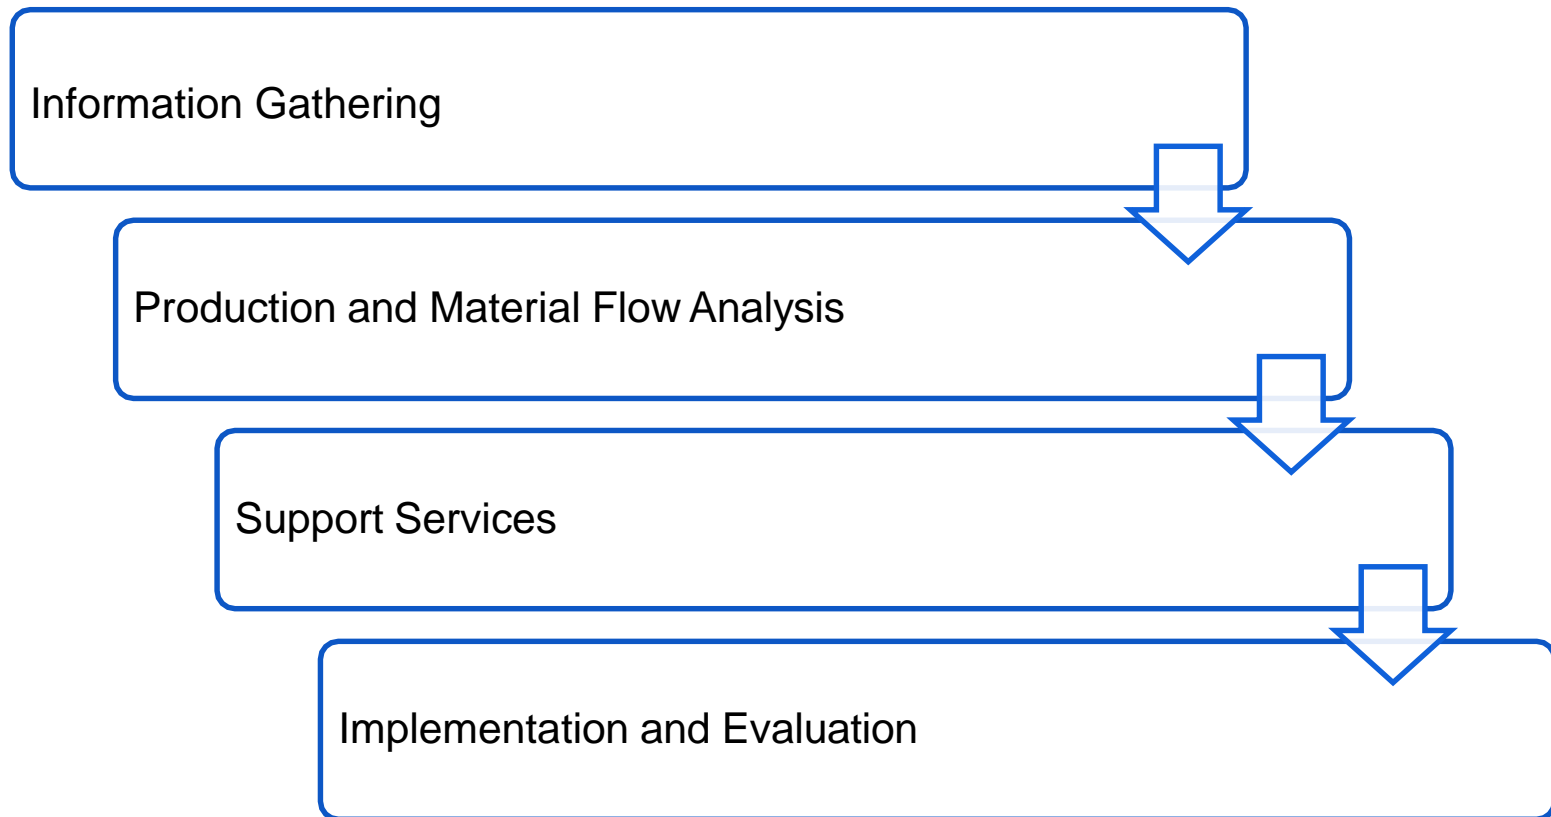 Information Gathering
Production and Material Flow Analysis
Support Services
Implementation and Evaluation